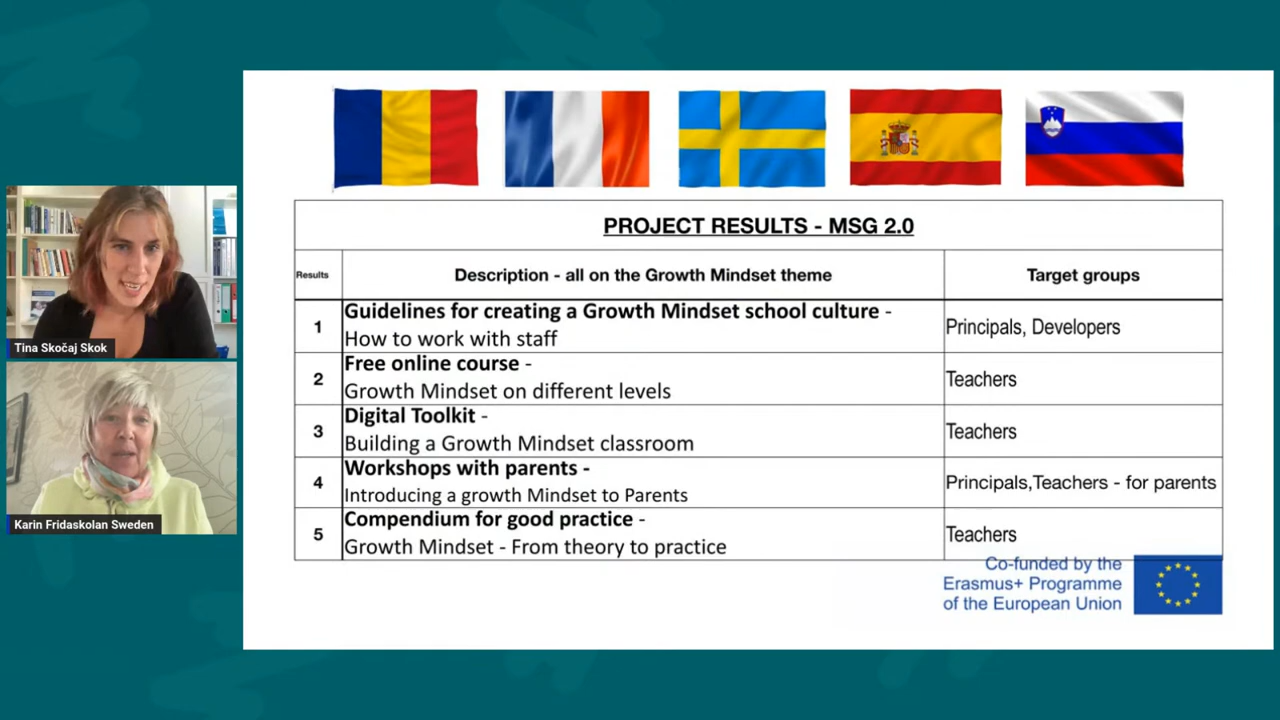 PROJECT RESULTS - MSG 2.0
Results
Description - all on the Growth Mindset theme
Target groups
1
Guidelines for creating a Growth Mindset school culture -
How to work with staff
Principals, Developers
2
Free online course -
Growth Mindset on different levels
Teachers
3
Digital Toolkit -
Building a Growth Mindset classroom
Teachers
4
Workshops with parents -
Introducing a growth Mindset to Parents
Principals,Teachers - for parents
5
Compendium for good practice -
Growth Mindset - From theory to practice
Teachers
Co-funded by the
Erasmus+ Programme
of the European Union
Tina Skočaj Skok
Karin Fridaskolan Sweden